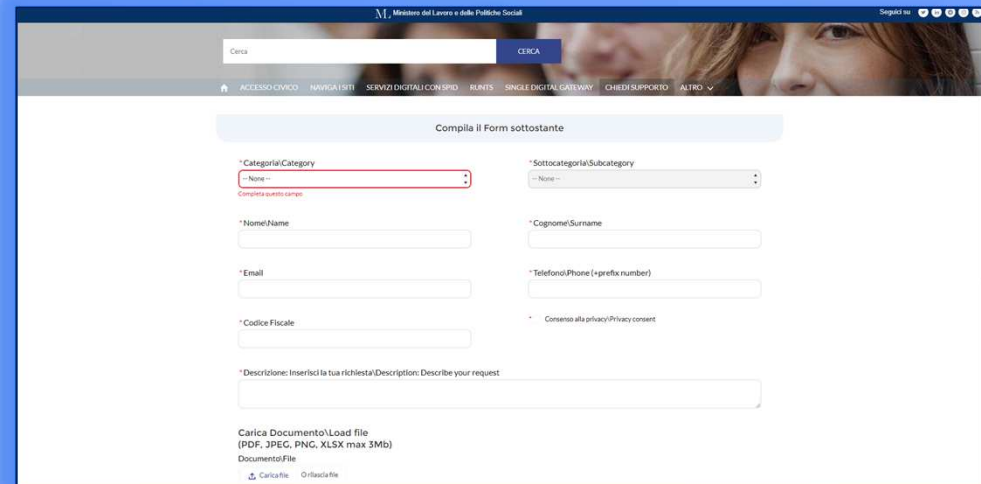 Ministero del Lavoro e delle Politiche Sociali
Seguici su
Cerca
CERCA
ACCESSO CIVICO NAVIGA I SITI SERVIZI DIGITALI CON SPID RUNTS SINGLE DIGITAL GATEWAY CHIEDI SUPPORTO ALTRO
Compila il Form sottostante
*Categoria\Category
*Sottocategoria\Subcategory
-- None --
-- None --
Completa questo campo
*Nome\Name
*Cognome\Surname
*Email
*Telefono\Phone (+prefix number)
*Codice Fiscale
* Consenso alla privacy\Privacy consent
*Descrizione: Inserisci la tua richiesta\Description: Describe your request
Carica Documento\Load file
(PDF, JPEG, PNG, XLSX max 3Mb)
Documento\File
Carica file O rilascia file